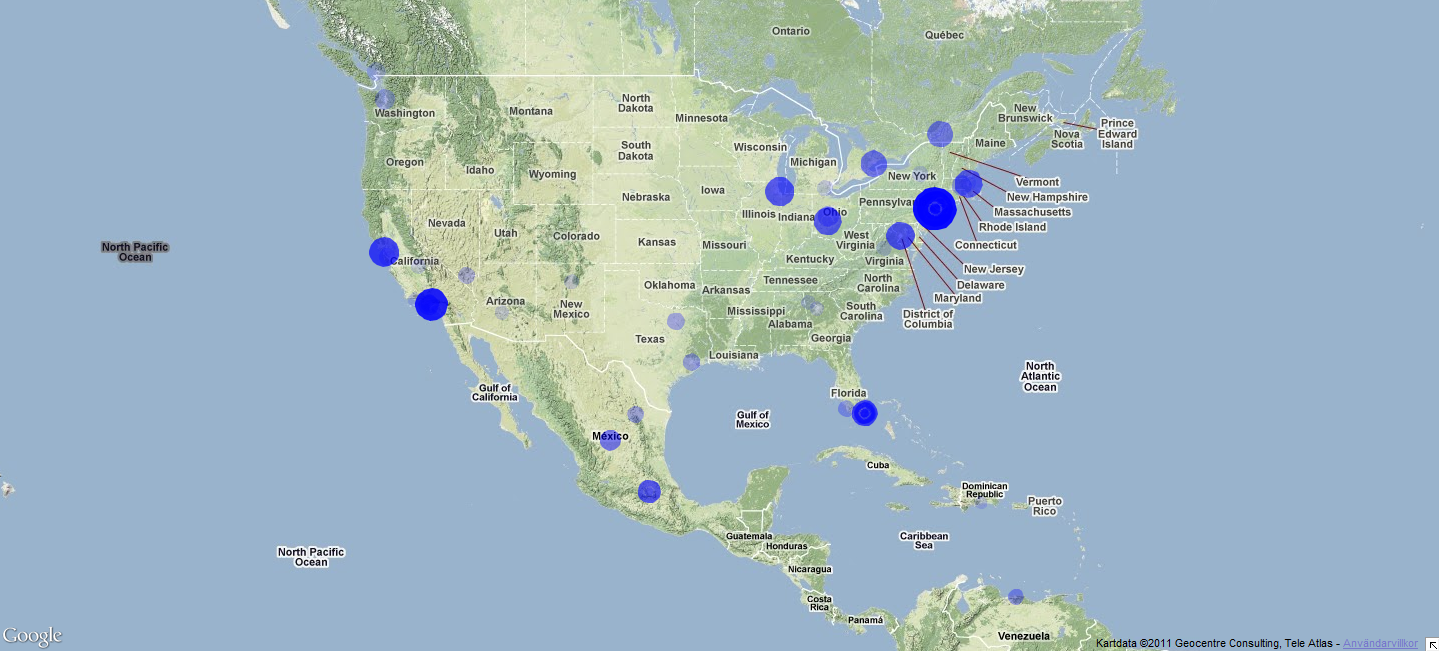 Ontario
Québec
Washington
Montana
North
Dakota
Minnesota
New
Brunswick
Prince
Edward
Island
Nova
Scotia
Maine
Oregon
Idaho
Wyoming
South
Dakota
Wisconsin
Michigan
New York
Vermont
New Hampshire
Massachusetts
Rhode Island
Connecticut
Nebraska
Iowa
Illinois
Indiana
Ohio
Pennsylvan
Nevada
Utah
Colorado
Kansas
Missouri
West
Virginia
Kentucky
Virginia
New Jersey
Delaware
Maryland
District of
Columbia
North Pacific
Ocean
California
Arizona
New
Mexico
Oklahoma
Arkansas
Tennessee
North
Carolina
South
Carolina
Mississippi
Alabama
Georgia
Texas
Louisiana
Florida
North
Atlantic
Ocean
Gulf of
California
Gulf of
Mexico
México
Cuba
Dominican
Republic
Puerto
Rico
Guatemala
Honduras
Nicaragua
Caribbean
Sea
North Pacific
Ocean
Costa
Rica
Panamá
Venezuela
Google
Kartdata ©2011 Geocentre Consulting, Tele Atlas - Användarvillkor